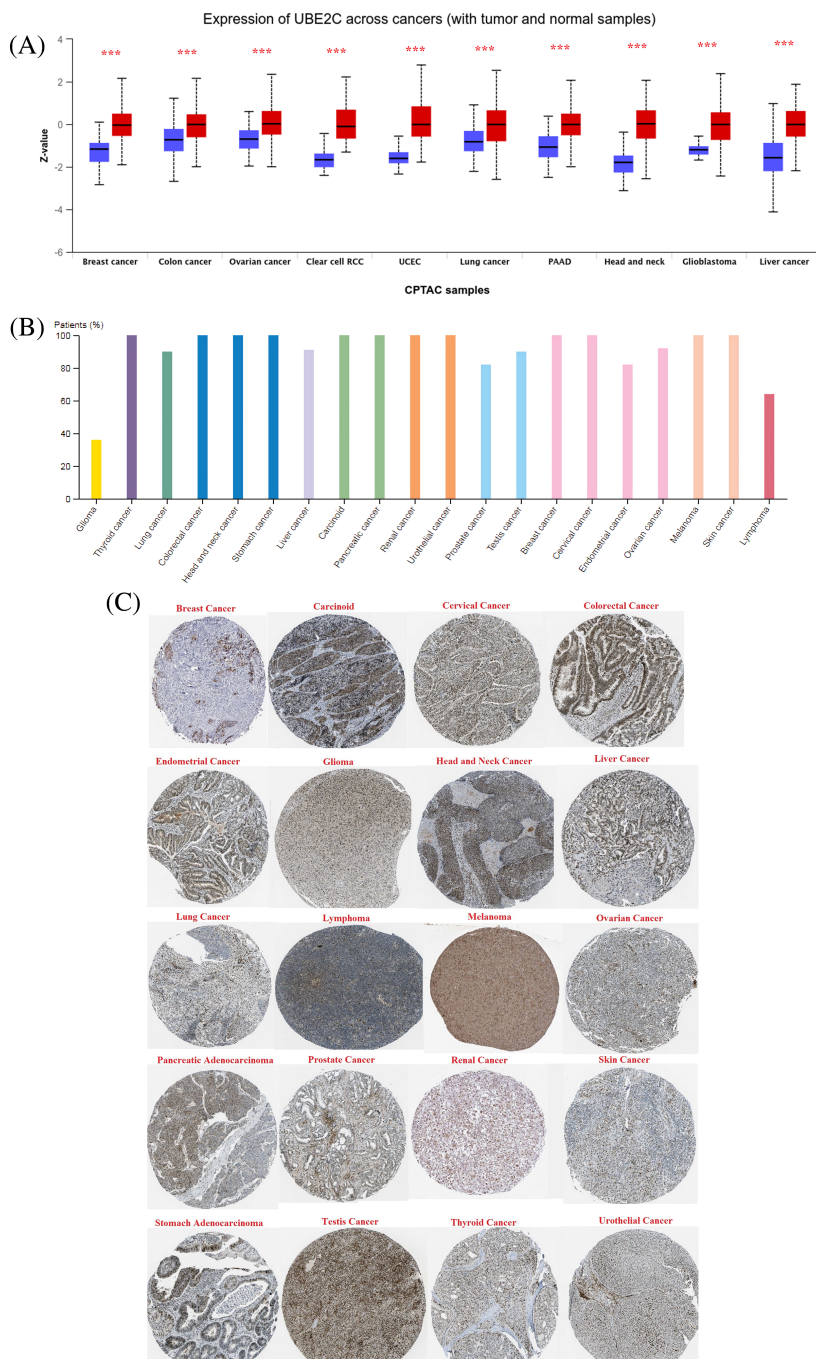 Expression of UBE2C across cancers (with tumor and normal samples)
(A)
*** *** *** *** *** *** *** *** *** ***
4
2
0
-2
-4
-6
Z-value
Breast cancer Colon cancer Ovarian cancer Clear cell RCC UCEC Lung cancer PAAD Head and neck Glioblastoma Liver cancer
CPTAC samples
(B)
Patients (%)
100
80
60
40
20
0
Glioma
Thyroid cancer
Lung cancer
Colorectal cancer
Head and neck cancer
Stomach cancer
Liver cancer
Carcinoid
Pancreatic cancer
Renal cancer
Urothelial cancer
Prostate cancer
Testis cancer
Breast cancer
Cervical cancer
Endometrial cancer
Ovarian cancer
Melanoma
Skin cancer
Lymphoma
(C)
Breast Cancer Carcinoid Cervical Cancer Colorectal Cancer
Endometrial Cancer Glioma Head and Neck Cancer Liver Cancer
Lung Cancer Lymphoma Melanoma Ovarian Cancer
Pancreatic Adenocarcinoma Prostate Cancer Renal Cancer Skin Cancer
Stomach Adenocarcinoma Testis Cancer Thyroid Cancer Urothelial Cancer